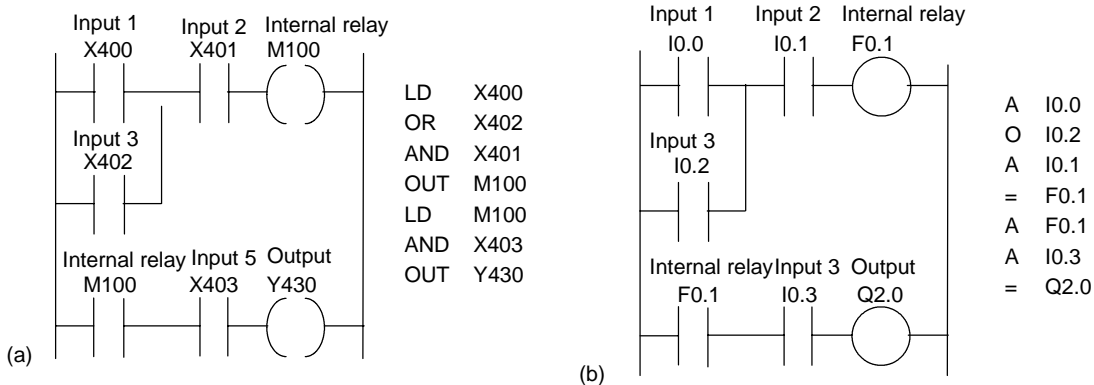 Input 1
X400
Input 2
X401
Internal relay
M100
Input 3
X402
Internal relay
M100
Input 5
X403
Output
Y430
LD X400
OR X402
AND X401
OUT M100
LD M100
AND X403
OUT Y430
(a)
Input 1
I0.0
Input 2
I0.1
Internal relay
F0.1
Input 3
I0.2
Internal relay
F0.1
Input 3
I0.3
Output
Q2.0
A I0.0
O I0.2
A I0.1
= F0.1
A F0.1
A I0.3
= Q2.0
(b)